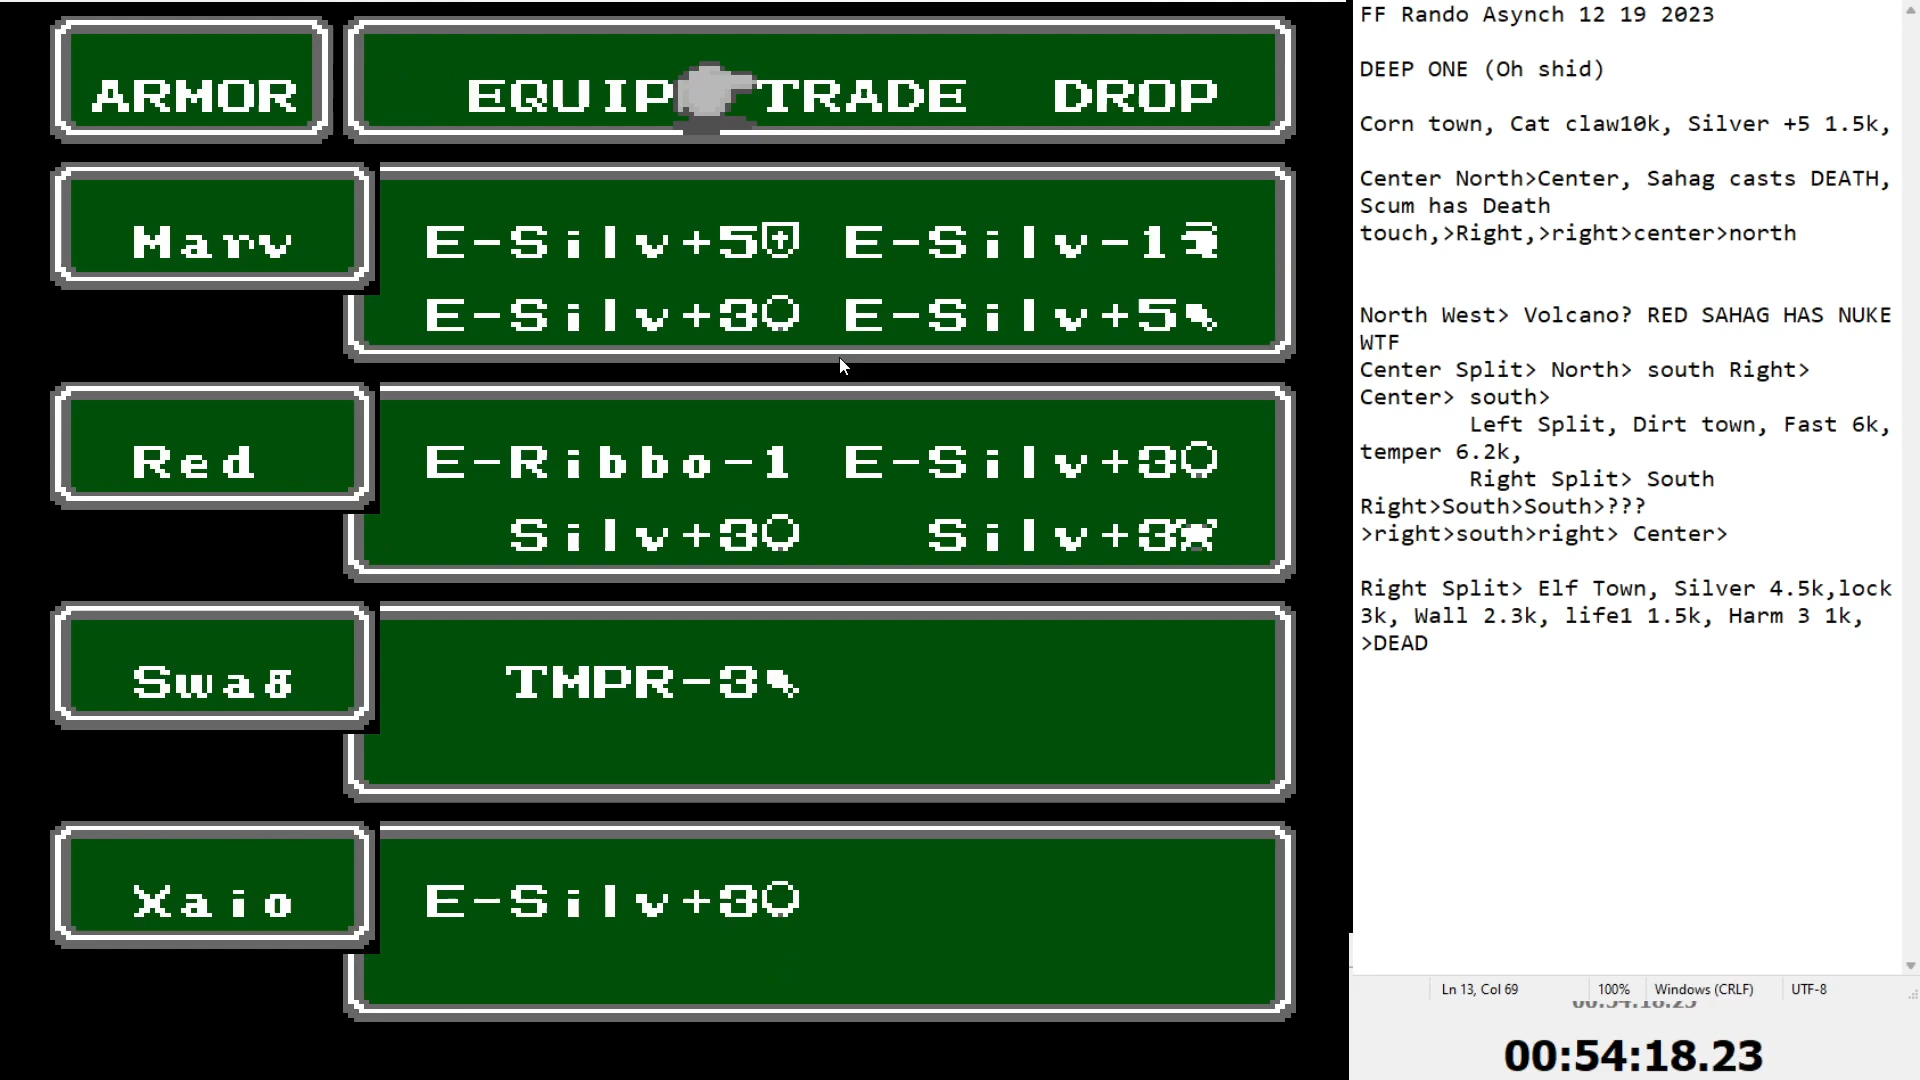 ARMOR
EQUIP TRADE DROP
Marv
E-Silv+5 E-Silv-1
E-Silv+3 E-Silv+5
Red
E-Ribbo-1 E-Silv+3
Silv+3 Silv+3
Swag
TMPR-3
Xaio
E-Silv+3
FF Rando Asynch 12 19 2023
DEEP ONE (Oh shid)
Corn town, Cat claw10k, Silver +5 1.5k,
Center North>Center, Sahag casts DEATH,
Scum has Death
touch,>Right,>right>center>north
North West> Volcano? RED SAHAG HAS NUKE
WTF
Center Split> North> south Right>
Center> south>
Left Split, Dirt town, Fast 6k,
temper 6.2k,
Right Split> South
Right>South>South>???
>right>south>right> Center>
Right Split> Elf Town, Silver 4.5k,lock
3k, Wall 2.3k, life1 1.5k, Harm 3 1k,
>DEAD
Ln 13, Col 69 100% Windows (CRLF) UTF-8
00:54:18.23